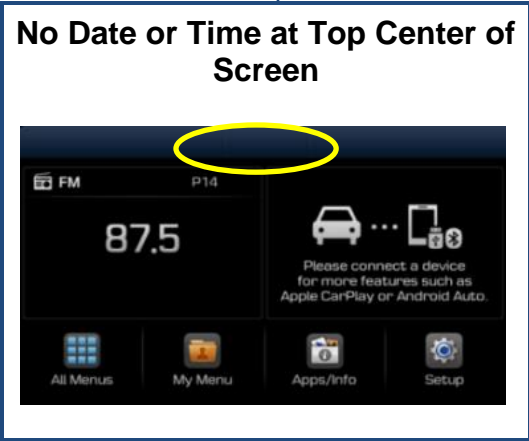 No Date or Time at Top Center of
Screen
FM P14
87.5
Please connect a device
for more features such as
Apple CarPlay or Android Auto.
All Menus My Menu Apps/Info Setup